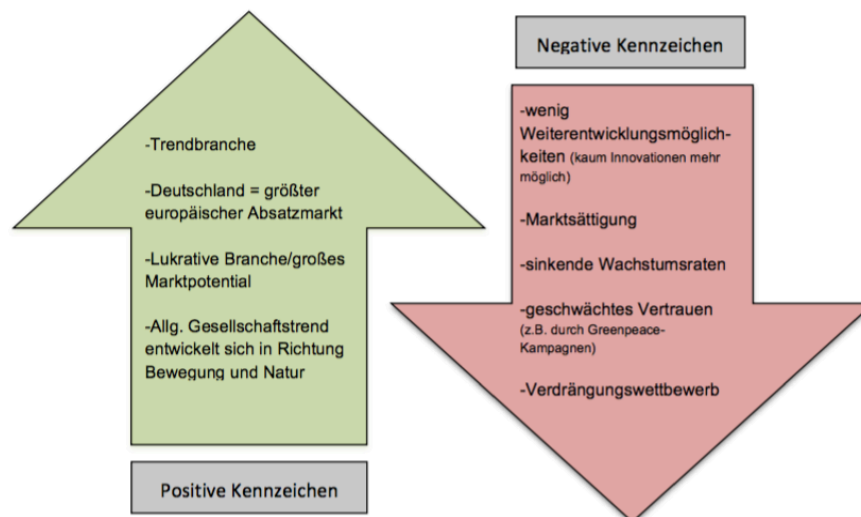 -Trendbranche
-Deutschland = größter
europäischer Absatzmarkt
-Lukrative Branche/großes
Marktpotential
-Allg. Gesellschaftstrend
entwickelt sich in Richtung
Bewegung und Natur
Positive Kennzeichen
Negative Kennzeichen
-wenig
Weiterentwicklungsmöglich-
keiten (kaum Innovationen mehr
möglich)
-Marktsättigung
-sinkende Wachstumsraten
-geschwächtes Vertrauen
(z.B. durch Greenpeace-
Kampagnen)
-Verdrängungswettbewerb